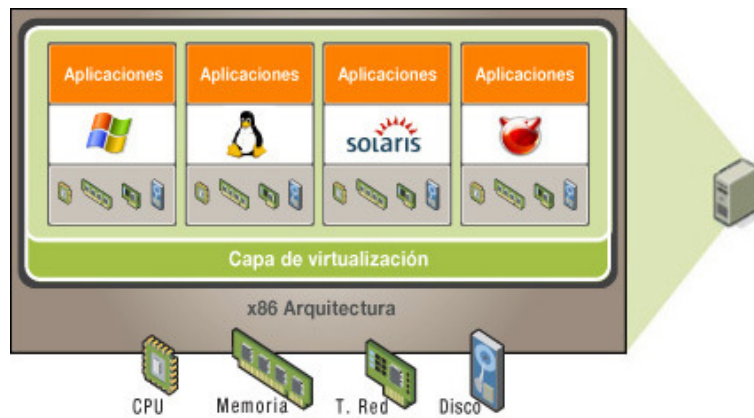 Aplicaciones
Aplicaciones
Aplicaciones
Aplicaciones
solaris
Capa de virtualización
x86 Arquitectura
CPU
Memoria
T. Red
Disco